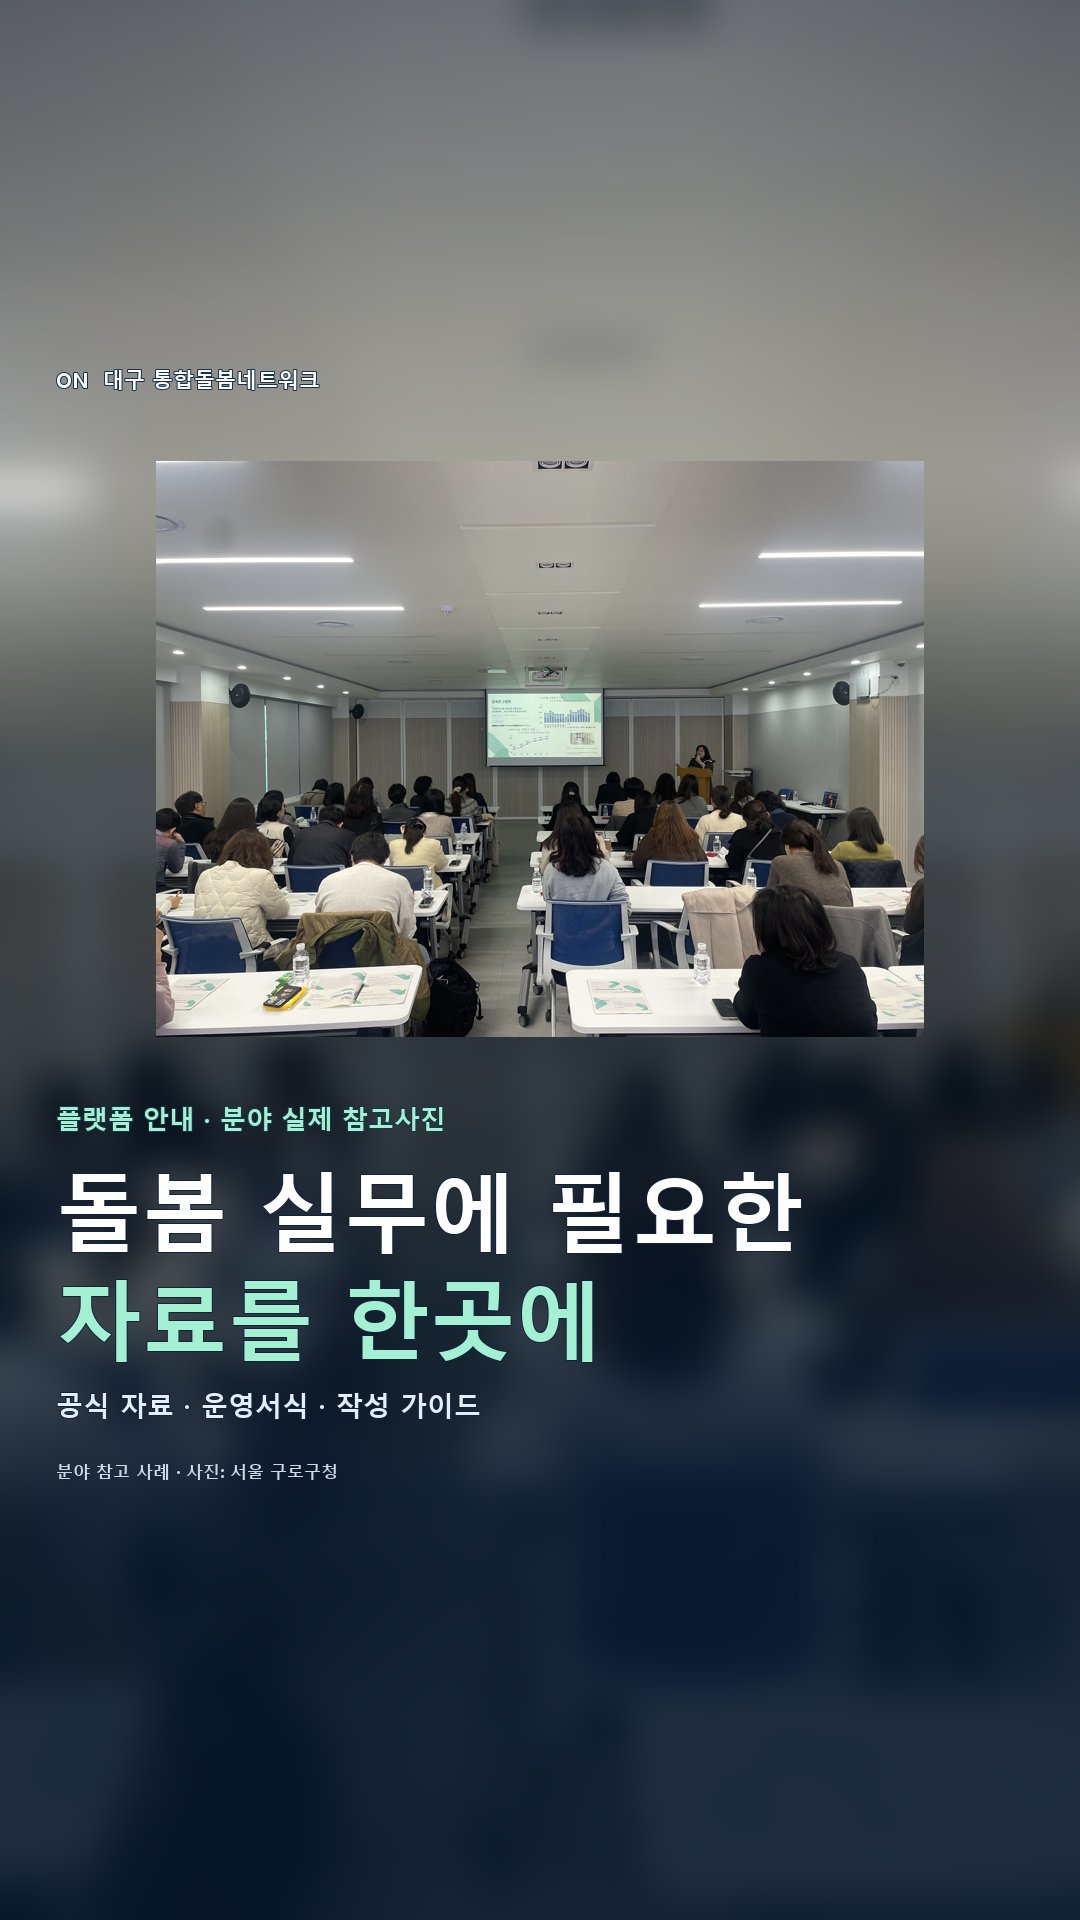 ON 대구 통합돌봄네트워크
플랫폼 안내 · 분야 실제 참고사진
돌봄 실무에 필요한
자료를 한곳에
공식 자료 · 운영서식 · 작성 가이드
분야 참고 사례 · 사진: 서울 구로구청